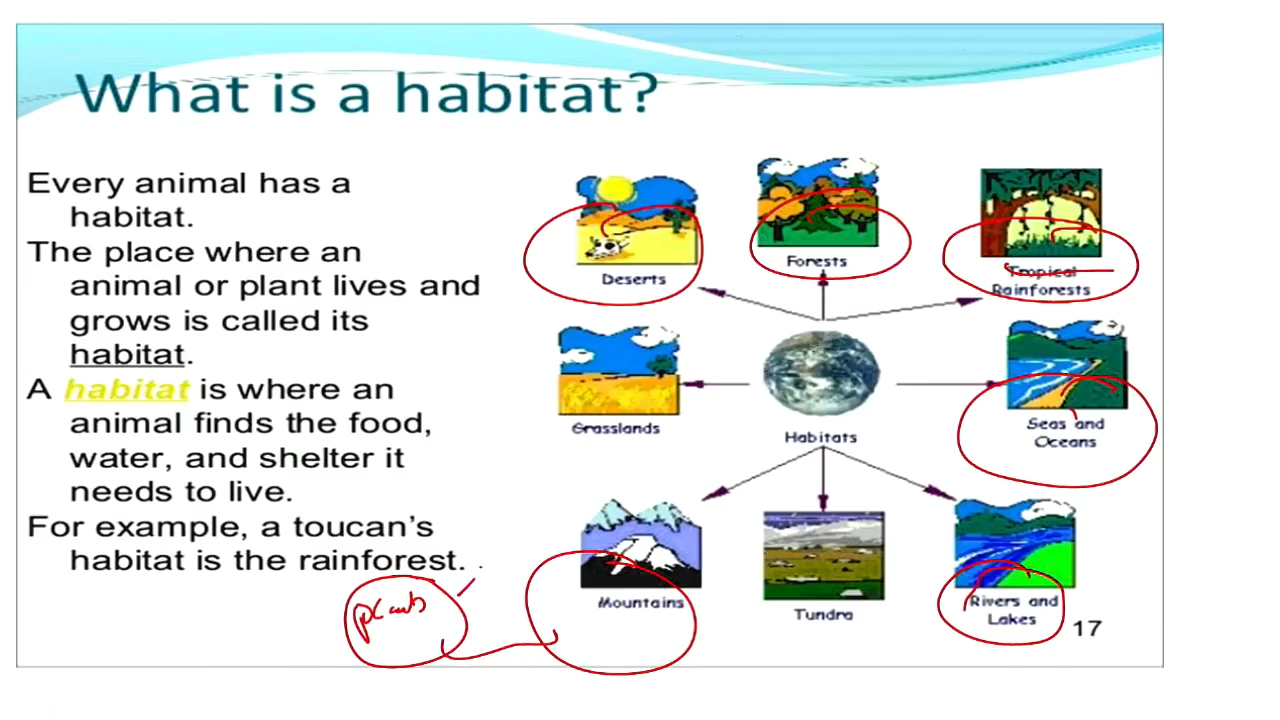 What is a habitat?
Every animal has a
habitat.
The place where an
animal or plant lives and
grows is called its
habitat.
A habitat is where an
animal finds the food,
water, and shelter it
needs to live.
For example, a toucan's
habitat is the rainforest.
Deserts
Forests
Tropical
Rainforests
Grasslands
Habitats
Seas and
Oceans
Mountains
Tundra
Rivers and
Lakes
plants
17